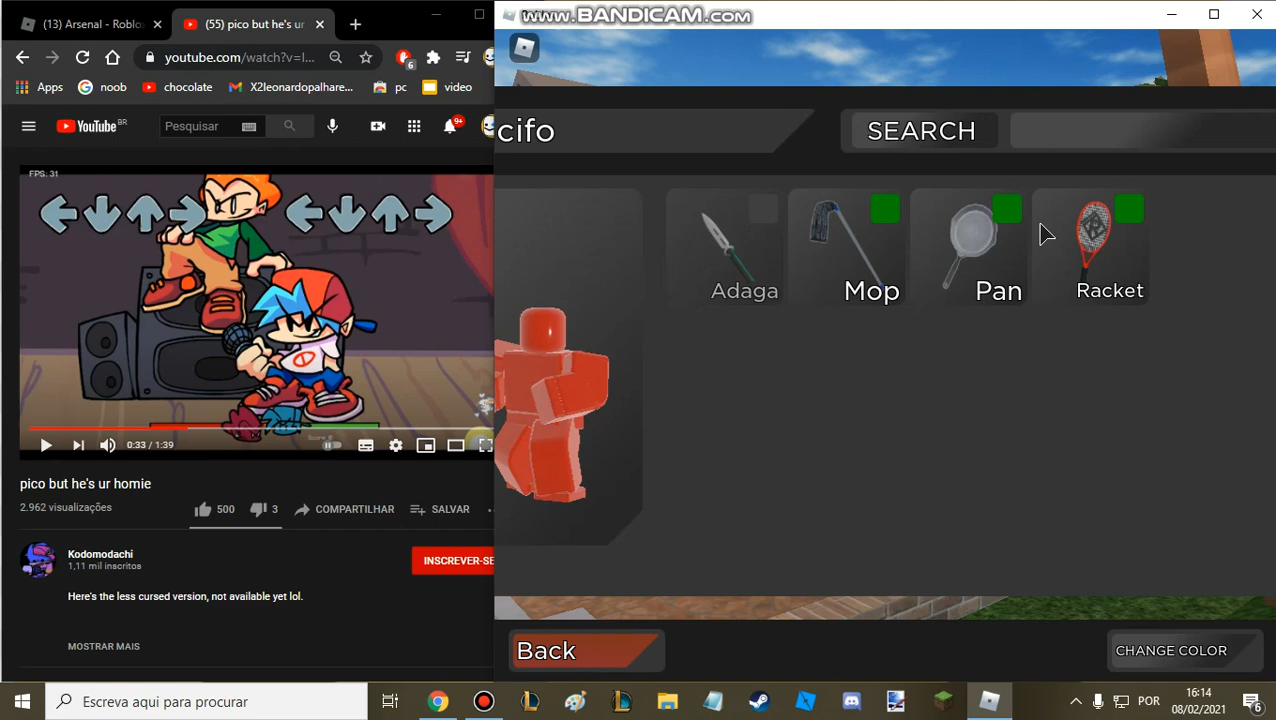 (13) Arsenal - Roblo
(55) pico but he's ur
www.BANDICAM.com
youtube.com/watch?v=I...
6
Apps
noob
chocolate
X2leonardopalhare...
pc
video
YouTube BR
Pesquisar
9+
cifo
SEARCH
FPS: 31
Adaga
Mop
Pan
Racket
0:33 / 1:39
pico but he's ur homie
2.962 visualizações
500
3
COMPARTILHAR
SALVAR
Kodomodachi
1,11 mil inscritos
INSCREVER-SE
Here's the less cursed version, not available yet lol.
MOSTRAR MAIS
Back
CHANGE COLOR
Escreva aqui para procurar
POR
16:14
08/02/2021
6